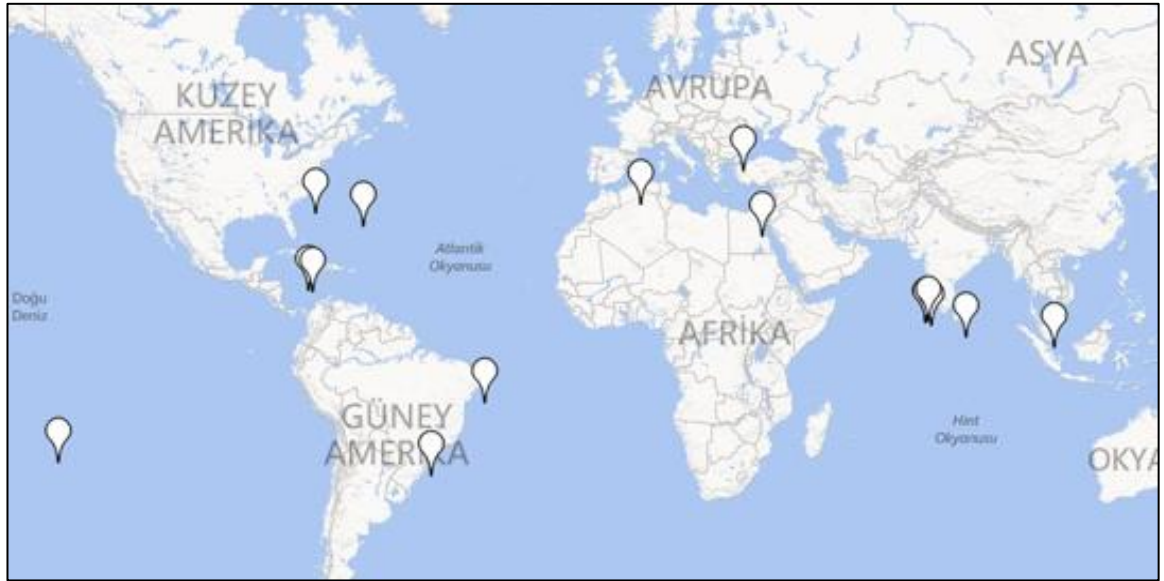 ASYA
AVRUPA
KUZEY
AMERİKA
Atlantik
Okyanusu
Doğu
Deniz
AFRİKA
GÜNEY
AMERİKA
Hint
Okyanusu
OKYA